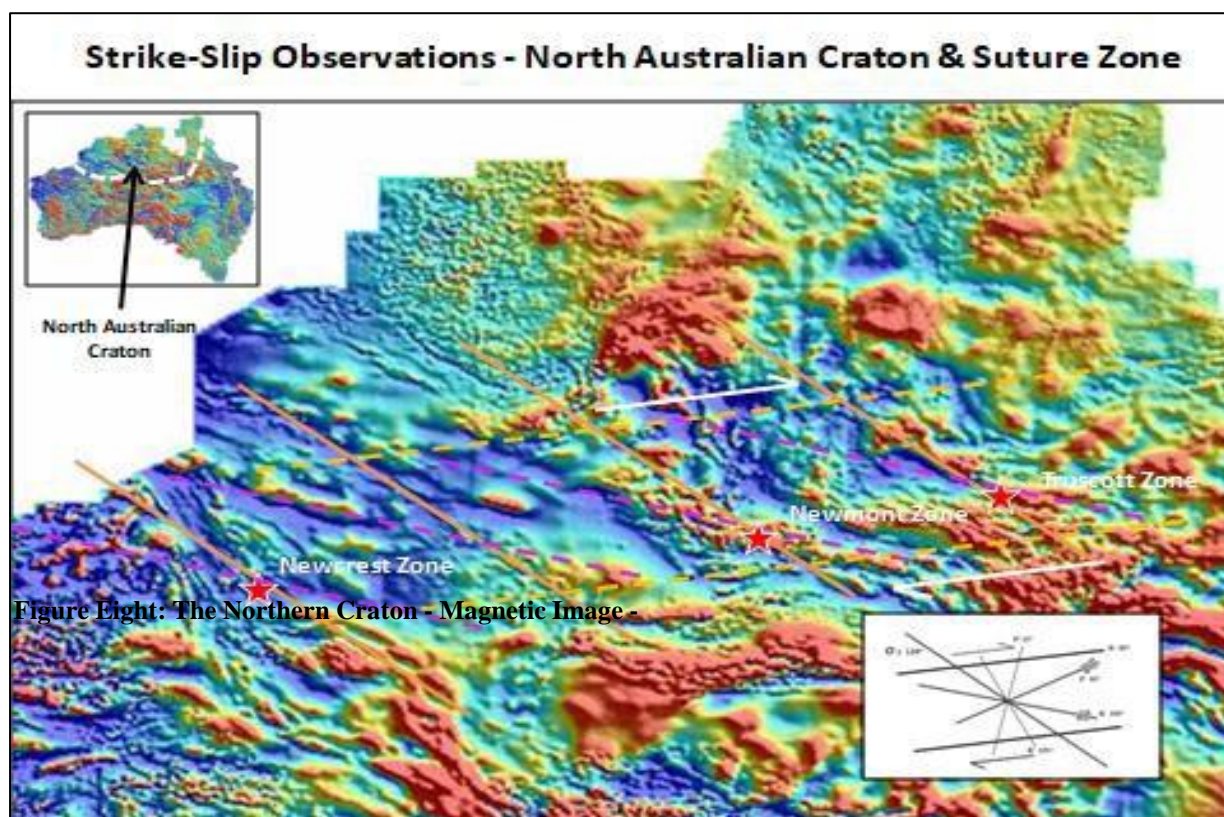 Strike-Slip Observations - North Australian Craton & Suture Zone
North Australian
Craton
Truscott Zone
Newmont Zone
Newcrest Zone
Figure Eight: The Northern Craton - Magnetic Image -